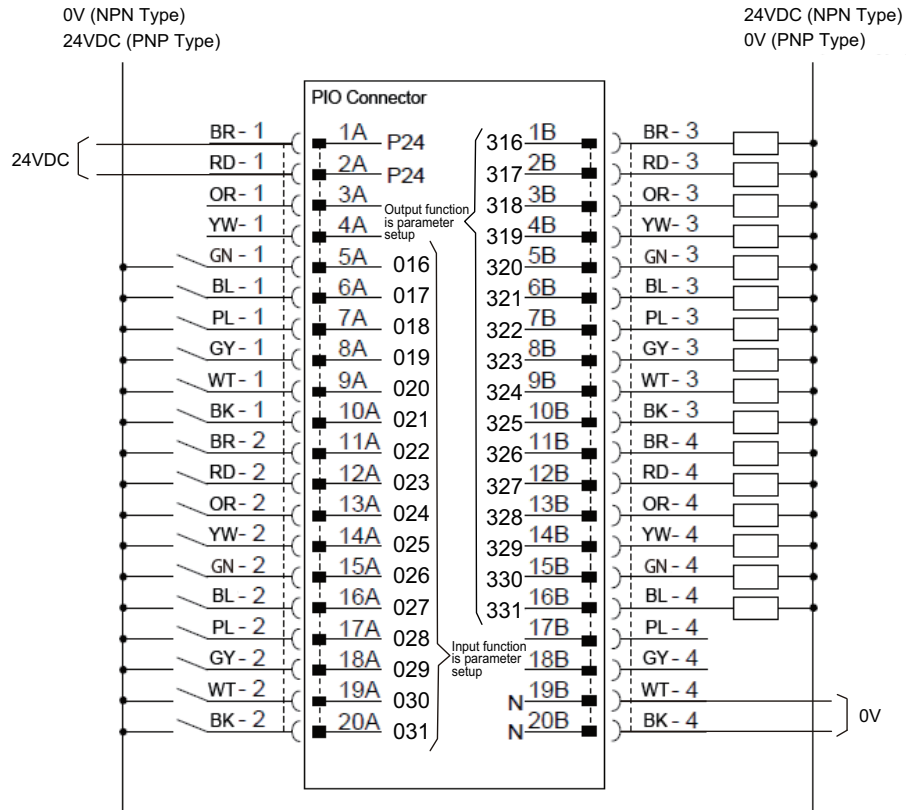 0V (NPN Type)
24VDC (PNP Type)
24VDC (NPN Type)
0V (PNP Type)
PIO Connector
24VDC
BR - 1 1A P24 316 1B BR - 3
RD - 1 2A P24 317 2B RD - 3
OR - 1 3A 318 3B OR - 3
YW - 1 4A 319 4B YW - 3
Output function
is parameter
setup
GN - 1 5A 016 320 5B GN - 3
BL - 1 6A 017 321 6B BL - 3
PL - 1 7A 018 322 7B PL - 3
GY - 1 8A 019 323 8B GY - 3
WT - 1 9A 020 324 9B WT - 3
BK - 1 10A 021 325 10B BK - 3
BR - 2 11A 022 326 11B BR - 4
RD - 2 12A 023 327 12B RD - 4
OR - 2 13A 024 328 13B OR - 4
YW - 2 14A 025 329 14B YW - 4
GN - 2 15A 026 330 15B GN - 4
BL - 2 16A 027 331 16B BL - 4
PL - 2 17A 028 17B PL - 4
Input function
is parameter
setup
GY - 2 18A 029 18B GY - 4
WT - 2 19A 030 N 19B WT - 4
BK - 2 20A 031 N 20B BK - 4
0V